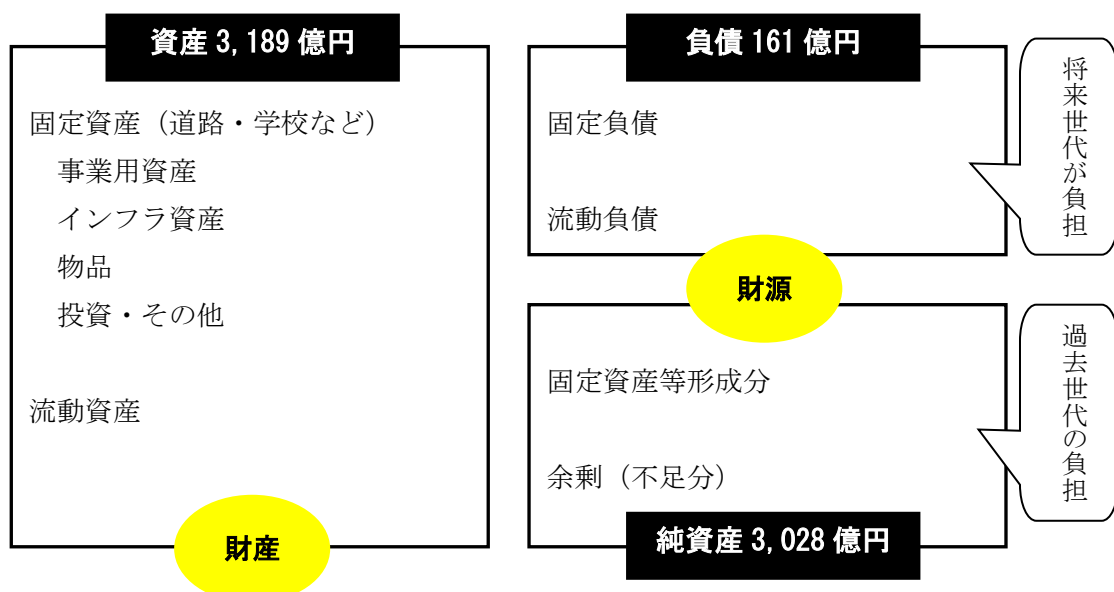 資産 3,189 億円
固定資産（道路・学校など）
事業用資産
インフラ資産
物品
投資・その他
流動資産
財産
負債 161 億円
固定負債
流動負債
将来世代が負担
財源
固定資産等形成分
余剰（不足分）
純資産 3,028 億円
過去世代の負担